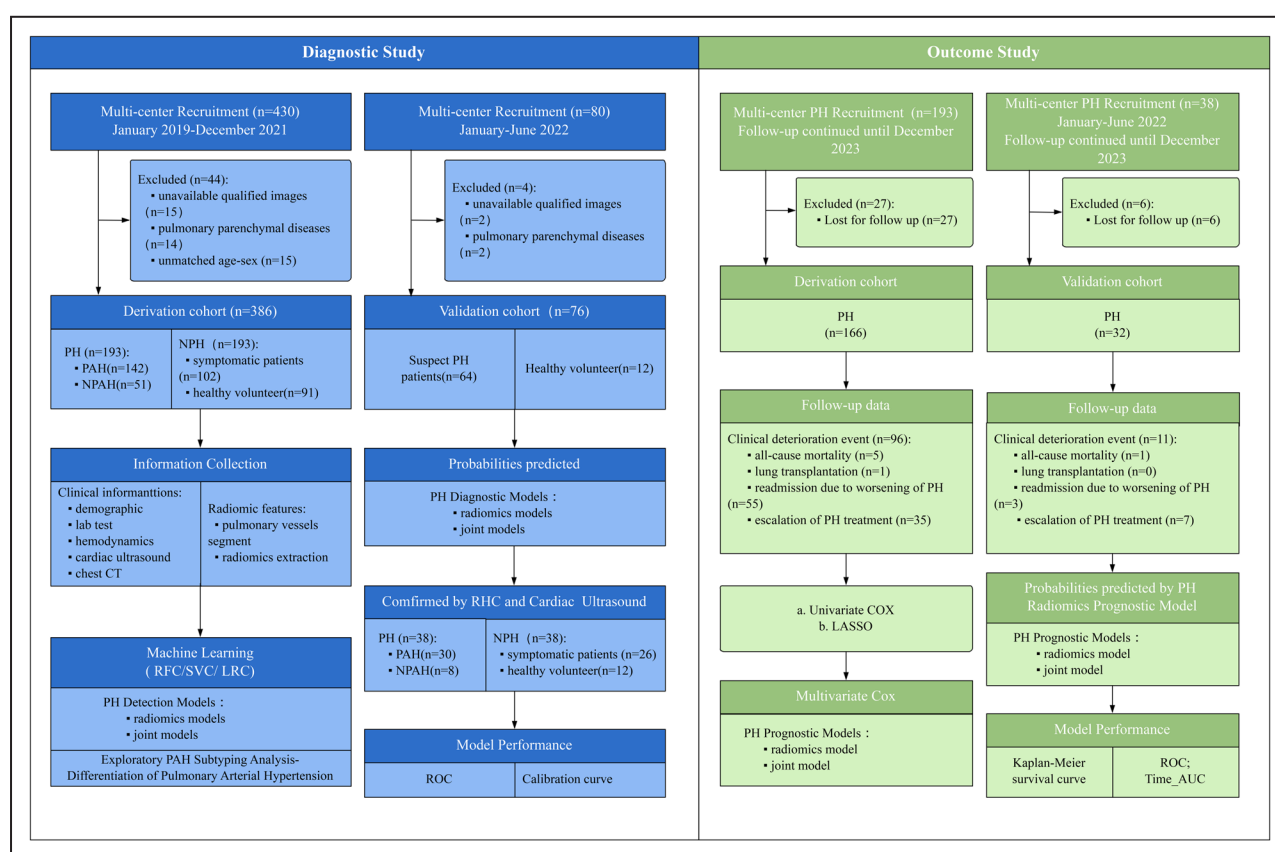 Diagnostic Study
Multi-center Recruitment (n=430)
January 2019-December 2021
Excluded (n=44):
▪ unavailable qualified images
(n=15)
▪ pulmonary parenchymal diseases
(n=14)
▪ unmatched age-sex (n=15)
Derivation cohort (n=386)
PH (n=193):
▪ PAH(n=142)
▪ NPAH(n=51)
NPH (n=193):
▪ symptomatic patients
(n=102)
▪ healthy volunteer(n=91)
Information Collection
Clinical informanttions:
▪ demographic
▪ lab test
▪ hemodynamics
▪ cardiac ultrasound
▪ chest CT
Radiomic features:
▪ pulmonary vessels
segment
▪ radiomics extraction
Machine Learning
( RFC/SVC/ LRC)
PH Detection Models :
▪ radiomics models
▪ joint models
Exploratory PAH Subtyping Analysis-
Differentiation of Pulmonary Arterial Hypertension
Multi-center Recruitment (n=80)
January-June 2022
Excluded (n=4):
▪ unavailable qualified images
(n=2)
▪ pulmonary parenchymal diseases
(n=2)
Validation cohort (n=76)
Suspect PH
patients(n=64)
Healthy volunteer(n=12)
Probabilities predicted
PH Diagnostic Models :
▪ radiomics models
▪ joint models
Comfirmed by RHC and Cardiac Ultrasound
PH (n=38):
▪ PAH(n=30)
▪ NPAH(n=8)
NPH (n=38):
▪ symptomatic patients (n=26)
▪ healthy volunteer(n=12)
Model Performance
ROC
Calibration curve
Outcome Study
Multi-center PH Recruitment (n=193)
Follow-up continued until December
2023
Excluded (n=27):
▪ Lost for follow up (n=27)
Derivation cohort
PH
(n=166)
Follow-up data
Clinical deterioration event (n=96):
▪ all-cause mortality (n=5)
▪ lung transplantation (n=1)
▪ readmission due to worsening of PH
(n=55)
▪ escalation of PH treatment (n=35)
a. Univariate COX
b. LASSO
Multivariate Cox
PH Prognostic Models :
▪ radiomics model
▪ joint model
Multi-center PH Recruitment (n=38)
January-June 2022
Follow-up continued until December
2023
Excluded (n=6):
▪ Lost for follow up (n=6)
Validation cohort
PH
(n=32)
Follow-up data
Clinical deterioration event (n=11):
▪ all-cause mortality (n=1)
▪ lung transplantation (n=0)
▪ readmission due to worsening of PH
(n=3)
▪ escalation of PH treatment (n=7)
Probabilities predicted by PH
Radiomics Prognostic Model
PH Prognostic Models :
▪ radiomics model
▪ joint model
Model Performance
Kaplan-Meier
survival curve
ROC;
Time_AUC